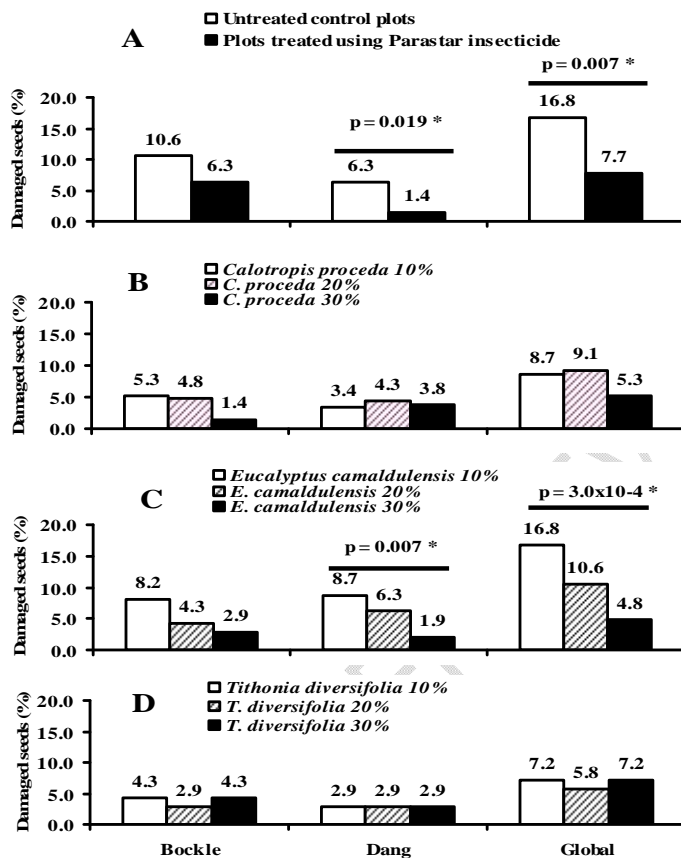 Untreated control plots
A
Plots treated using Parastar insecticide
p = 0.007 *
Damaged seeds (%)
20.0
15.0
10.0
5.0
0.0
p = 0.019 *
10.6
6.3
6.3
1.4
16.8
7.7
B
Calotropis proceda 10%
C. proceda 20%
C. proceda 30%
Damaged seeds (%)
20.0
15.0
10.0
5.0
0.0
5.3
4.8
1.4
3.4
4.3
3.8
8.7
9.1
5.3
C
Eucalyptus camaldulensis 10%
E. camaldulensis 20%
E. camaldulensis 30%
p = 3.0x10-4 *
Damaged seeds (%)
20.0
15.0
10.0
5.0
0.0
p = 0.007 *
8.2
4.3
2.9
8.7
6.3
1.9
16.8
10.6
4.8
D
Tithonia diversifolia 10%
T. diversifolia 20%
T. diversifolia 30%
Damaged seeds (%)
20.0
15.0
10.0
5.0
0.0
4.3
2.9
4.3
2.9
2.9
2.9
7.2
5.8
7.2
Bockle
Dang
Global